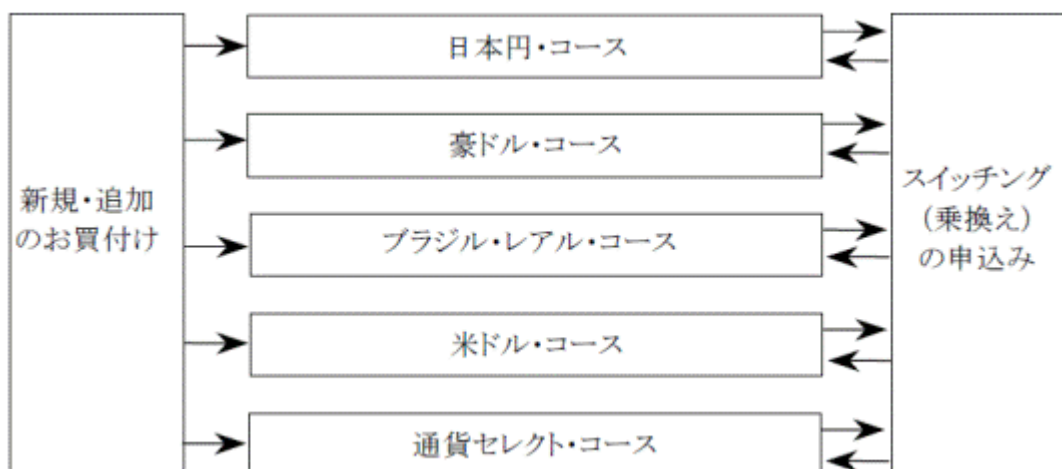 新規・追加
のお買付け
日本円・コース
豪ドル・コース
ブラジル・レアル・コース
米ドル・コース
通貨セレクト・コース
スイッチング
(乗換え)
の申込み